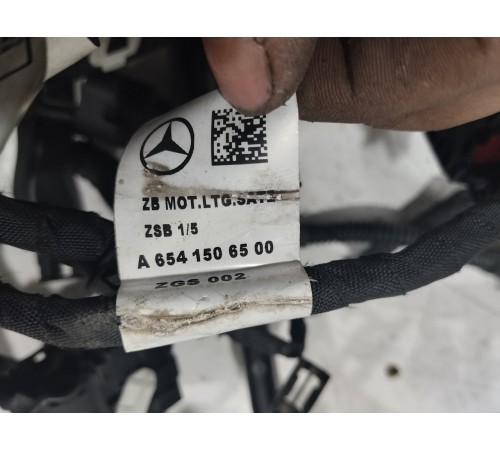 ZB MOT.LTG.SATZ
ZSB 1/5
A 654 150 65 00
ZGS 002